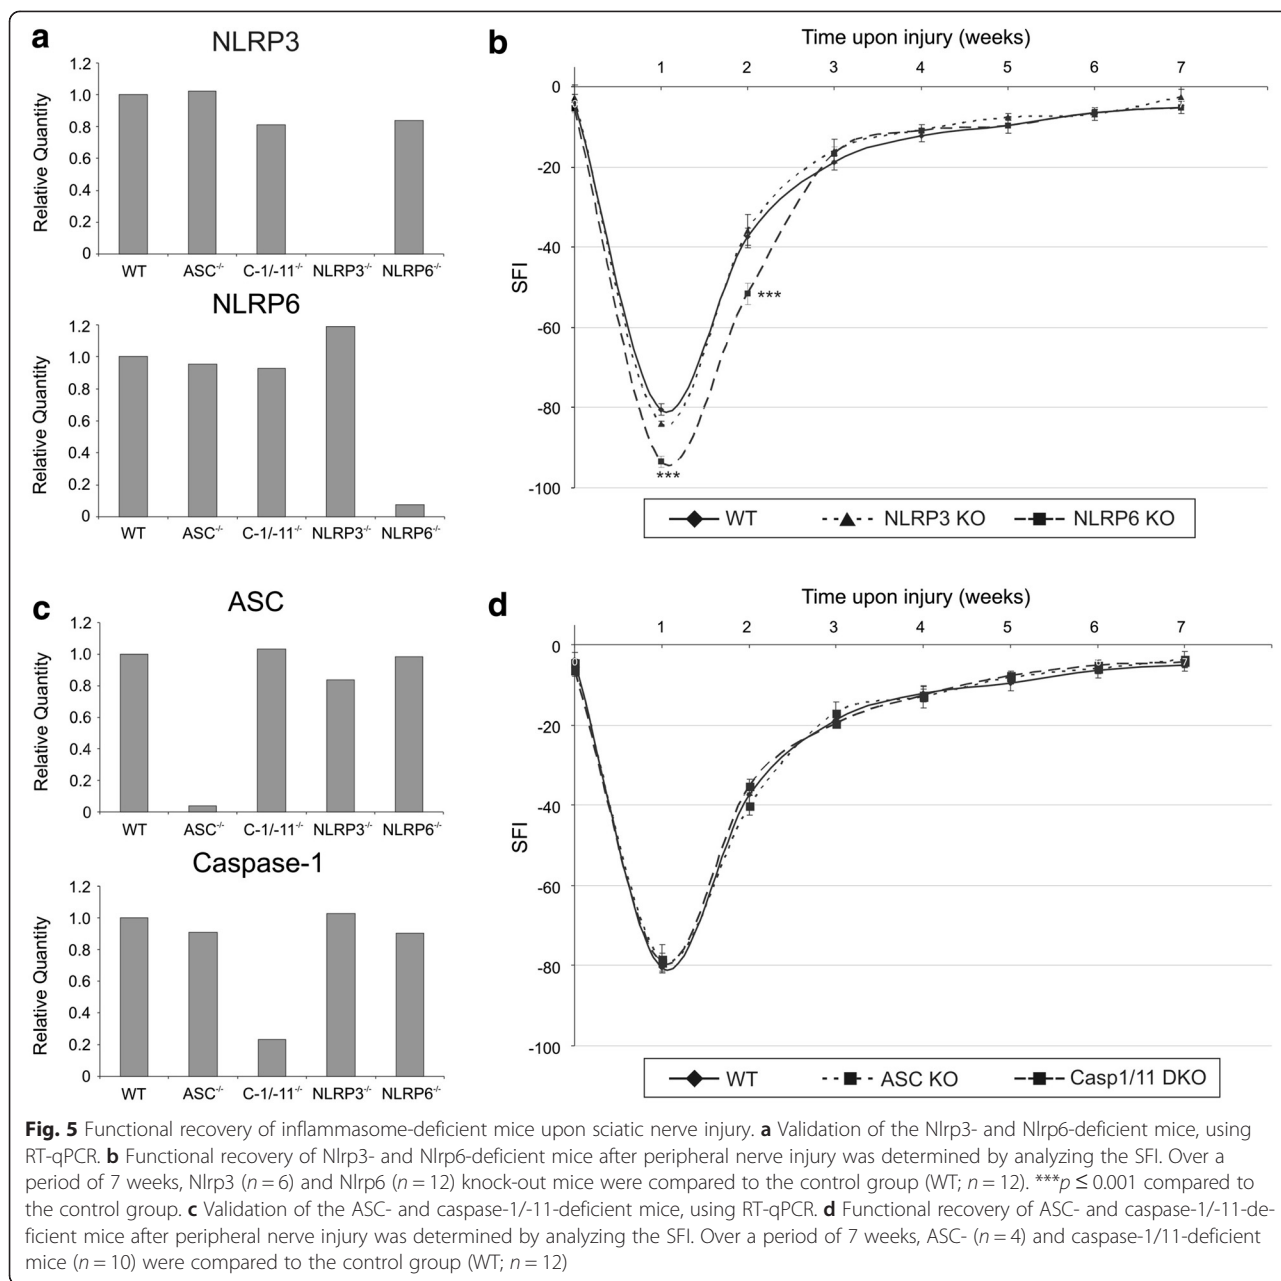 a
NLRP3
1.2
1.0
0.8
0.6
0.4
0.2
0
Relative Quantity
WT ASC-/- C-1/-11-/- NLRP3-/- NLRP6-/-
NLRP6
1.2
1.0
0.8
0.6
0.4
0.2
0
Relative Quantity
WT ASC-/- C-1/-11-/- NLRP3-/- NLRP6-/-
b
Time upon injury (weeks)
1 2 3 4 5 6 7
0
-20
-40
-60
-80
-100
SFI
***
***
WT NLRP3 KO NLRP6 KO
c
ASC
1.2
1.0
0.8
0.6
0.4
0.2
0
Relative Quantity
WT ASC-/- C-1/-11-/- NLRP3-/- NLRP6-/-
Caspase-1
1.2
1.0
0.8
0.6
0.4
0.2
0
Relative Quantity
WT ASC-/- C-1/-11-/- NLRP3-/- NLRP6-/-
d
Time upon injury (weeks)
1 2 3 4 5 6 7
0
-20
-40
-60
-80
-100
SFI
WT ASC KO Casp1/11 DKO
Fig. 5 Functional recovery of inflammasome-deficient mice upon sciatic nerve injury. a Validation of the Nlrp3- and Nlrp6-deficient mice, using
RT-qPCR. b Functional recovery of Nlrp3- and Nlrp6-deficient mice after peripheral nerve injury was determined by analyzing the SFI. Over a
period of 7 weeks, Nlrp3 (n = 6) and Nlrp6 (n = 12) knock-out mice were compared to the control group (WT; n = 12). ***p ≤ 0.001 compared to
the control group. c Validation of the ASC- and caspase-1/-11-deficient mice, using RT-qPCR. d Functional recovery of ASC- and caspase-1/-11-de-
ficient mice after peripheral nerve injury was determined by analyzing the SFI. Over a period of 7 weeks, ASC- (n = 4) and caspase-1/11-deficient
mice (n = 10) were compared to the control group (WT; n = 12)